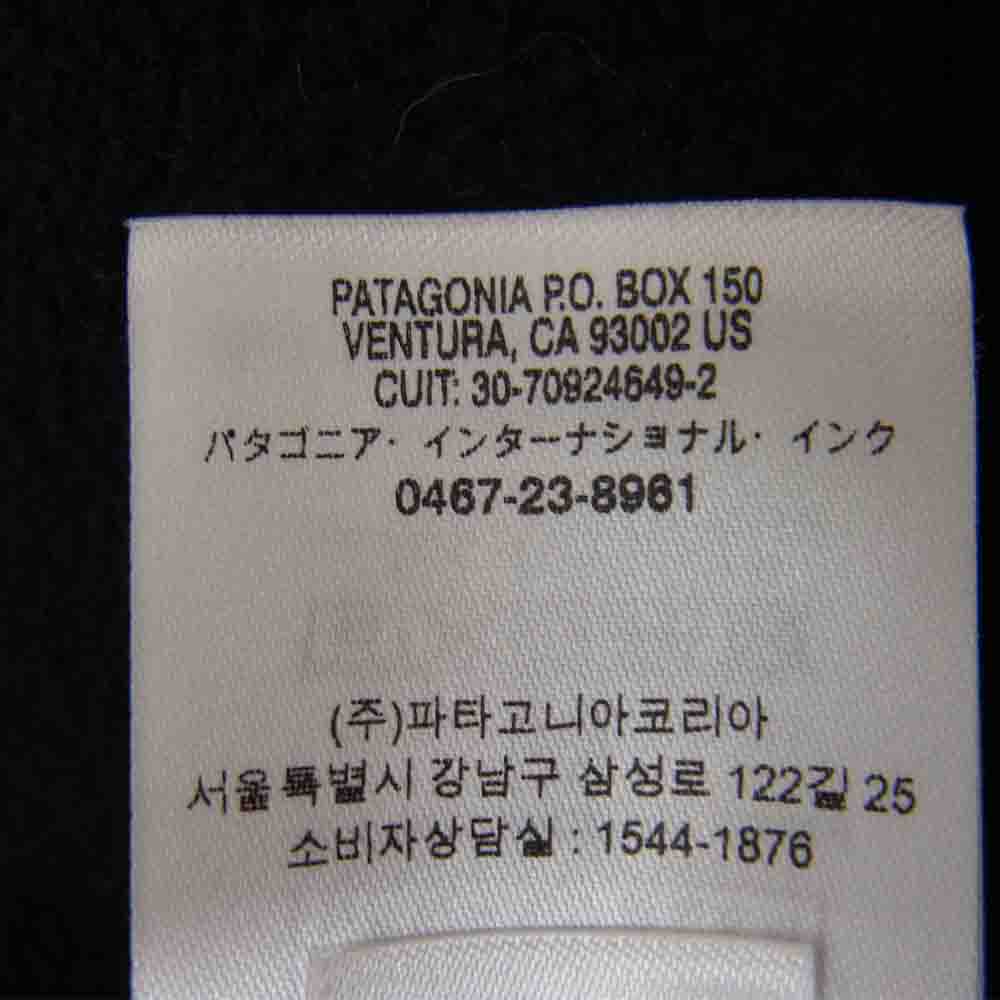 PATAGONIA P.O. BOX 150
VENTURA, CA 93002 US
CUIT: 30-70924649-2
パタゴニア・インターナショナル・インク
0467-23-8961
(주)파타고니아코리아
서울특별시 강남구 삼성로 122길 25
소비자상담실 : 1544-1876